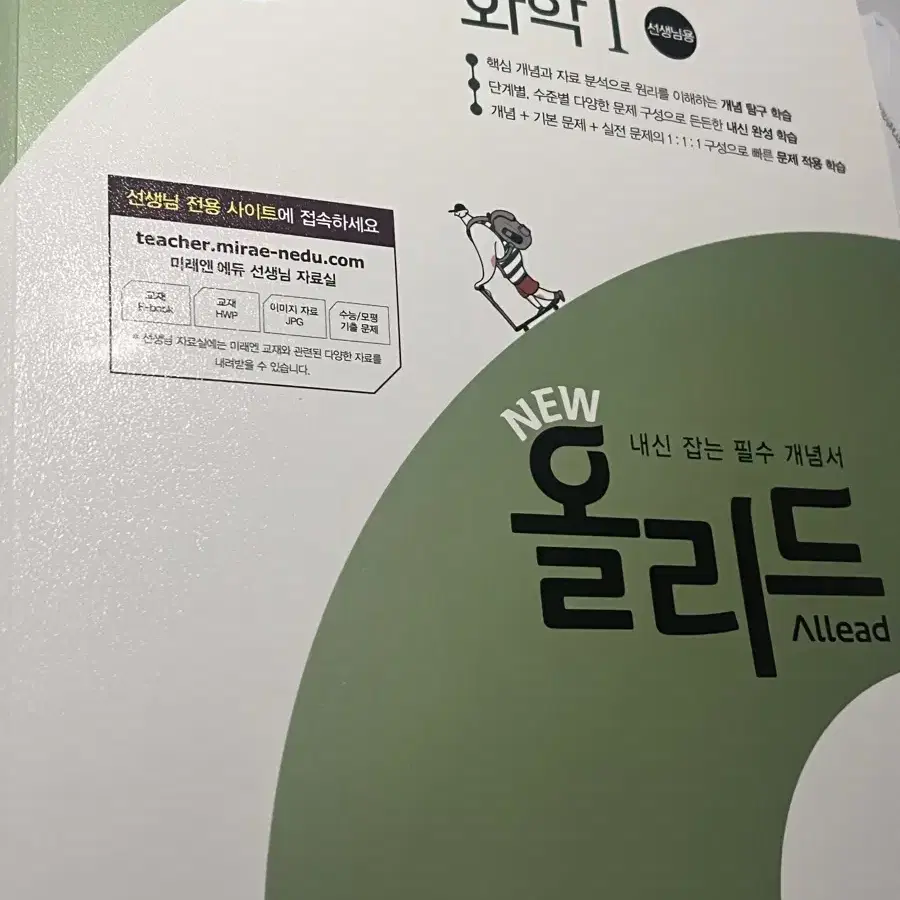 화학 I
선생님용
핵심 개념과 자료 분석으로 원리를 이해하는 개념 탐구 학습
단계별, 수준별 다양한 문제 구성으로 든든한 내신 완성 학습
개념 + 기본 문제 + 실전 문제의 1 : 1 : 1 구성으로 빠른 문제 적용 학습
선생님 전용 사이트에 접속하세요
teacher.mirae-nedu.com
미래엔 에듀 선생님 자료실
교재
E-book
교재
HWP
이미지 자료
JPG
수능/모평
기출 문제
* 선생님 자료실에는 미래엔 교재와 관련된 다양한 자료를
내려받을 수 있습니다.
NEW
내신 잡는 필수 개념서
올리드
Allead